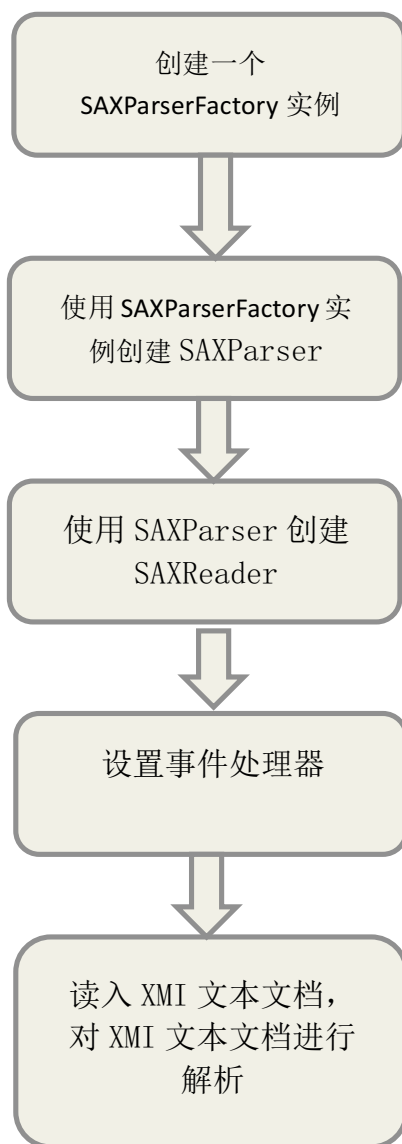 创建一个
SAXParserFactory 实例
使用 SAXParserFactory 实
例创建 SAXParser
使用 SAXParser 创建
SAXReader
设置事件处理器
读入 XMI 文本文档，
对 XMI 文本文档进行
解析